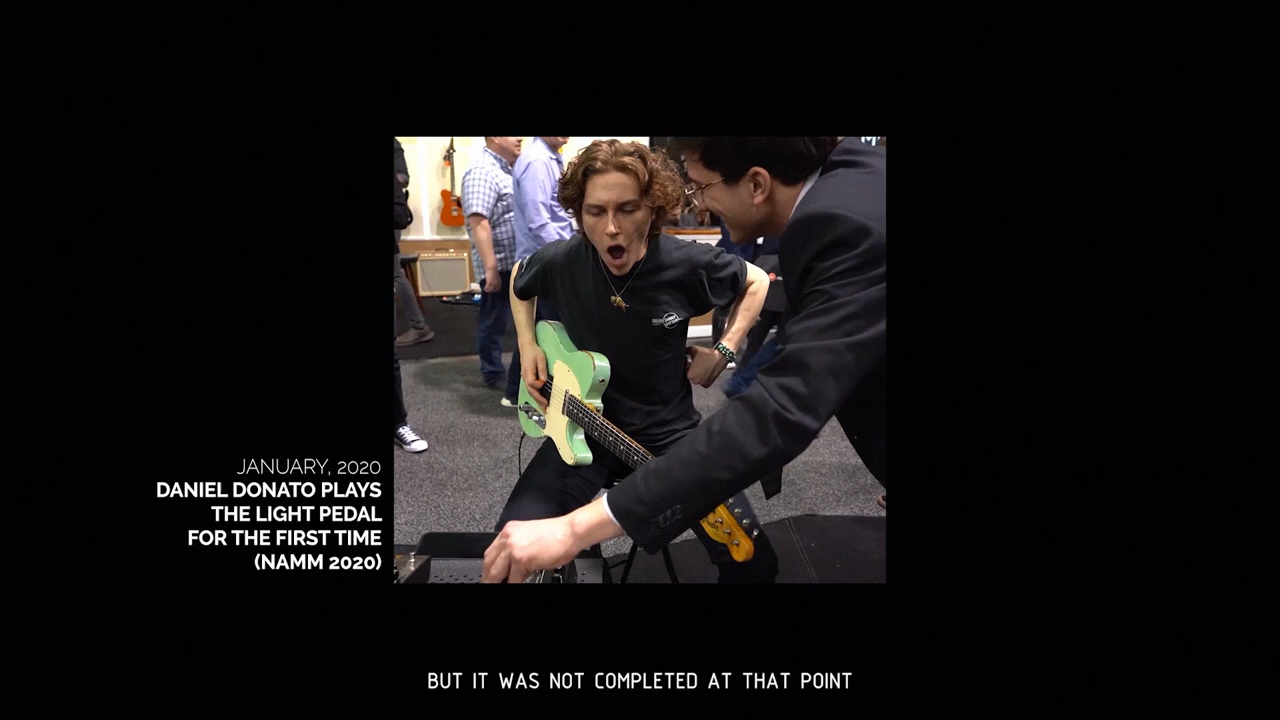 JANUARY, 2020
DANIEL DONATO PLAYS
THE LIGHT PEDAL
FOR THE FIRST TIME
(NAMM 2020)
BUT IT WAS NOT COMPLETED AT THAT POINT